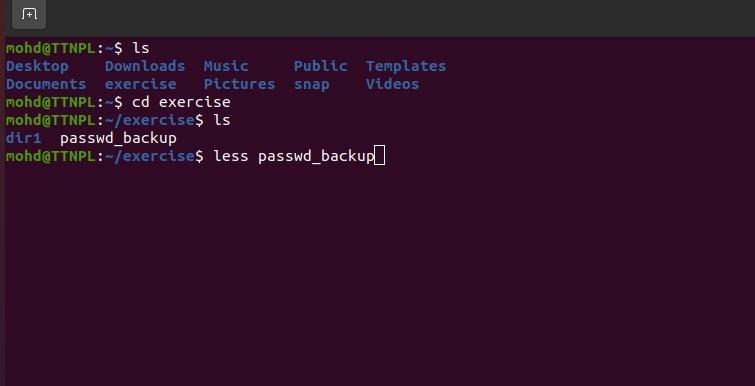 mohd@TTNPL:~$ ls
Desktop    Downloads  Music     Public  Templates
Documents  exercise   Pictures  snap    Videos
mohd@TTNPL:~$ cd exercise
mohd@TTNPL:~/exercise$ ls
dir1  passwd_backup
mohd@TTNPL:~/exercise$ less passwd_backup